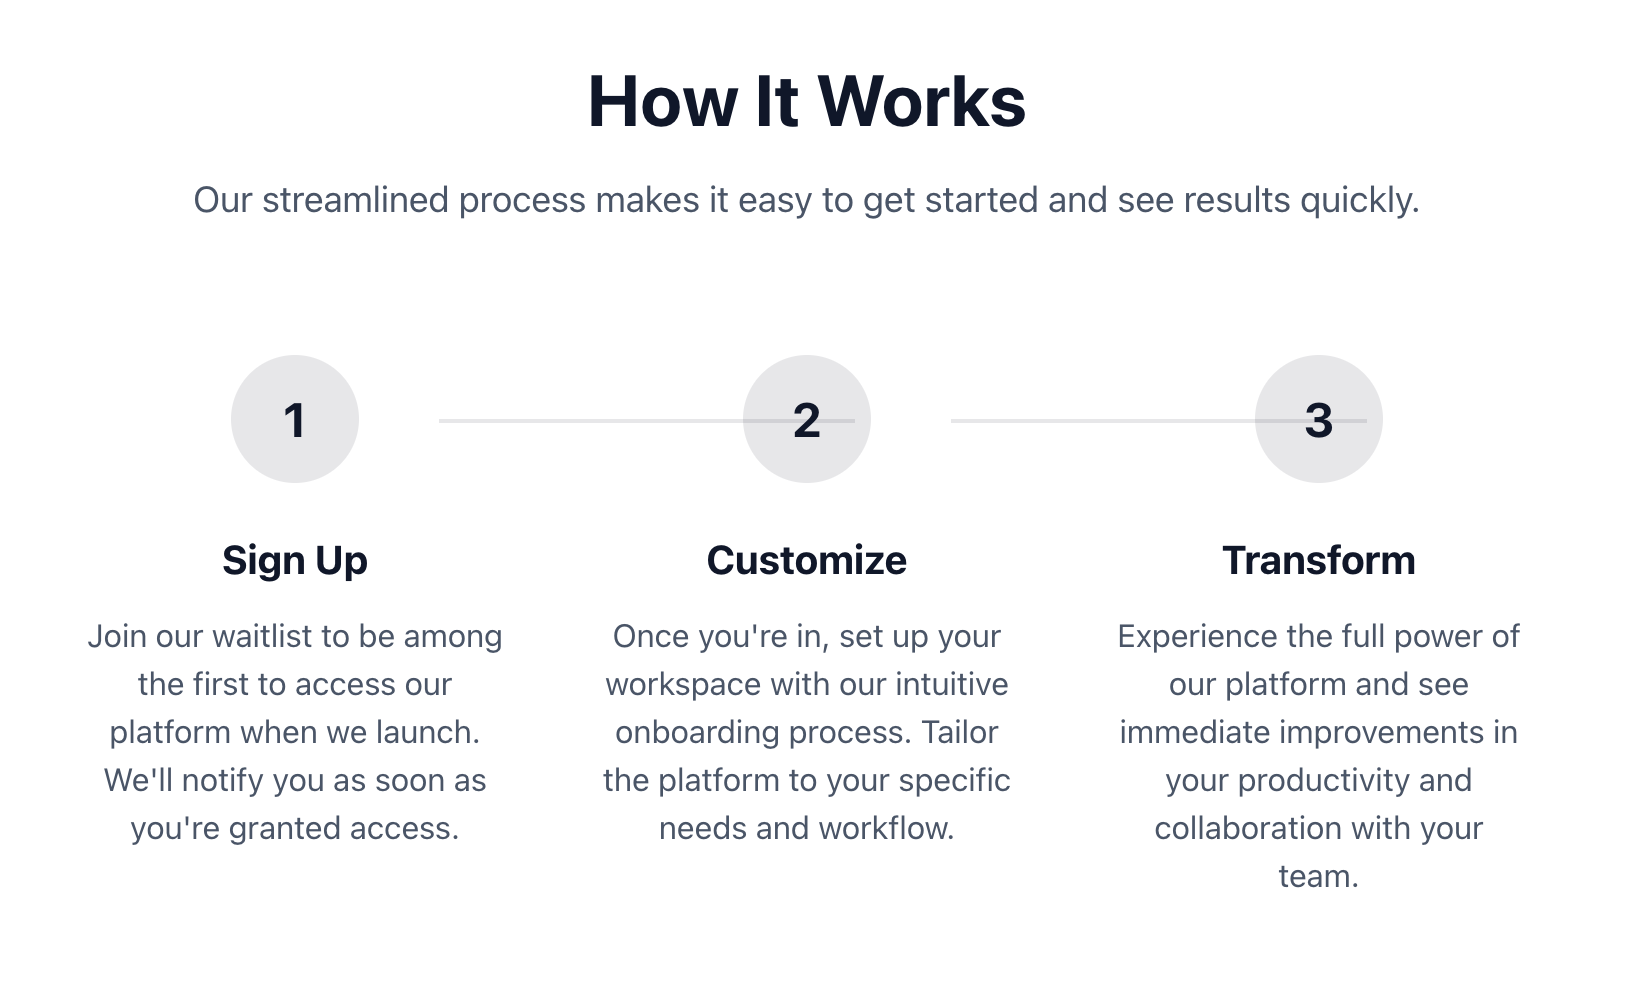 How It Works
Our streamlined process makes it easy to get started and see results quickly.
1
2
3
Sign Up
Join our waitlist to be among
the first to access our
platform when we launch.
We'll notify you as soon as
you're granted access.
Customize
Once you're in, set up your
workspace with our intuitive
onboarding process. Tailor
the platform to your specific
needs and workflow.
Transform
Experience the full power of
our platform and see
immediate improvements in
your productivity and
collaboration with your
team.